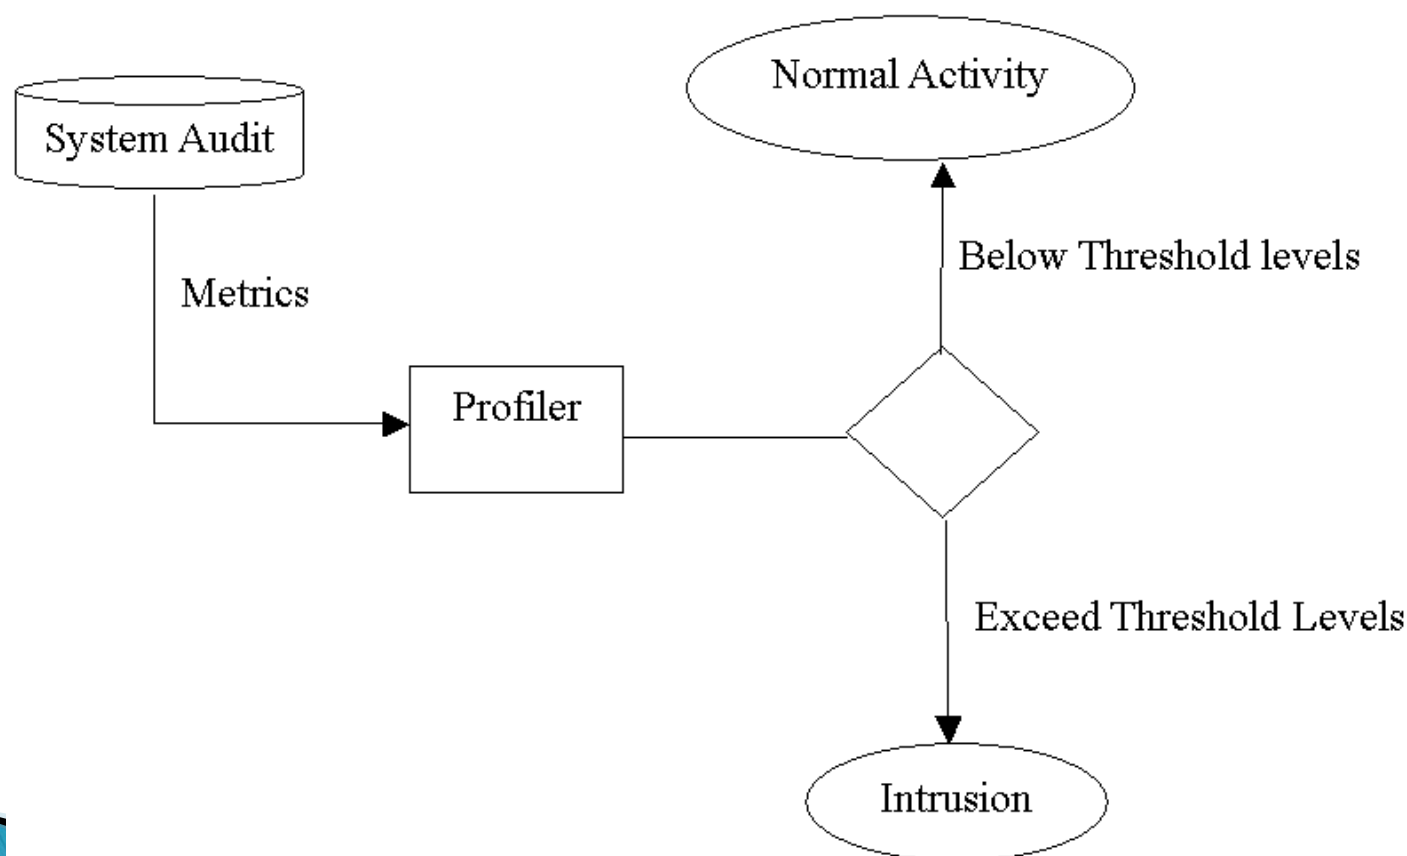 Normal Activity
System Audit
Below Threshold levels
Metrics
Profiler
Exceed Threshold Levels
Intrusion